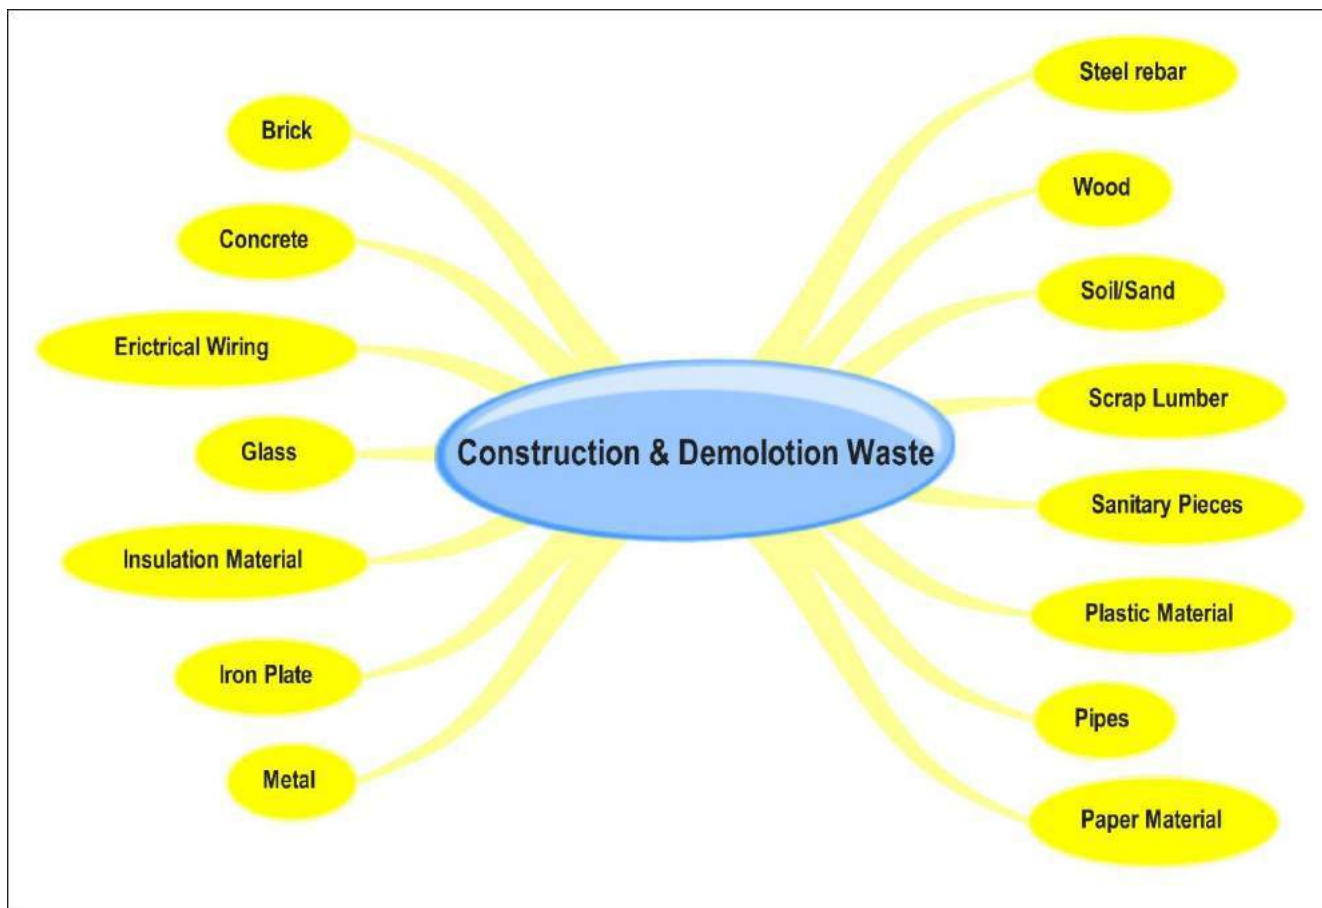 Steel rebar
Brick
Wood
Concrete
Soil/Sand
Erictrical Wiring
Scrap Lumber
Glass
Construction & Demolotion Waste
Sanitary Pieces
Insulation Material
Plastic Material
Iron Plate
Pipes
Metal
Paper Material